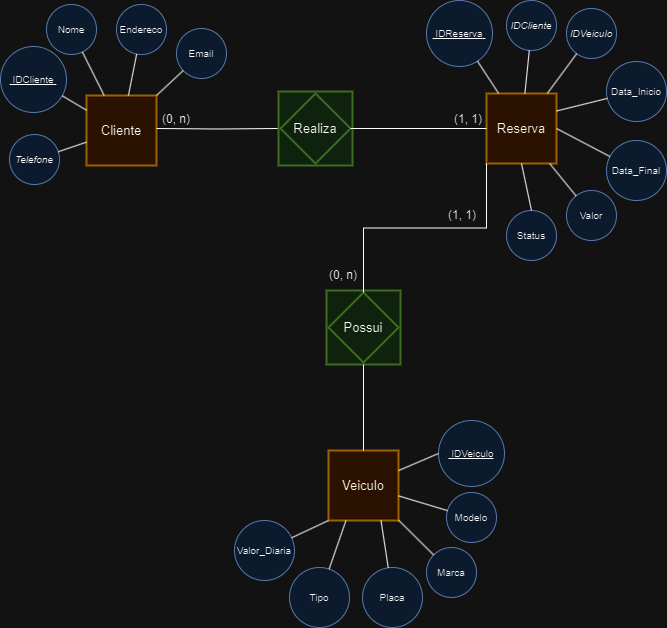 Nome
Endereco
Email
IDCliente
Telefone
Cliente
(0, n)
Realiza
(1, 1)
Reserva
IDReserva
IDCliente
IDVeiculo
Data_Inicio
Data_Final
Valor
Status
(1, 1)
(0, n)
Possui
Veiculo
IDVeiculo
Modelo
Marca
Placa
Tipo
Valor_Diaria